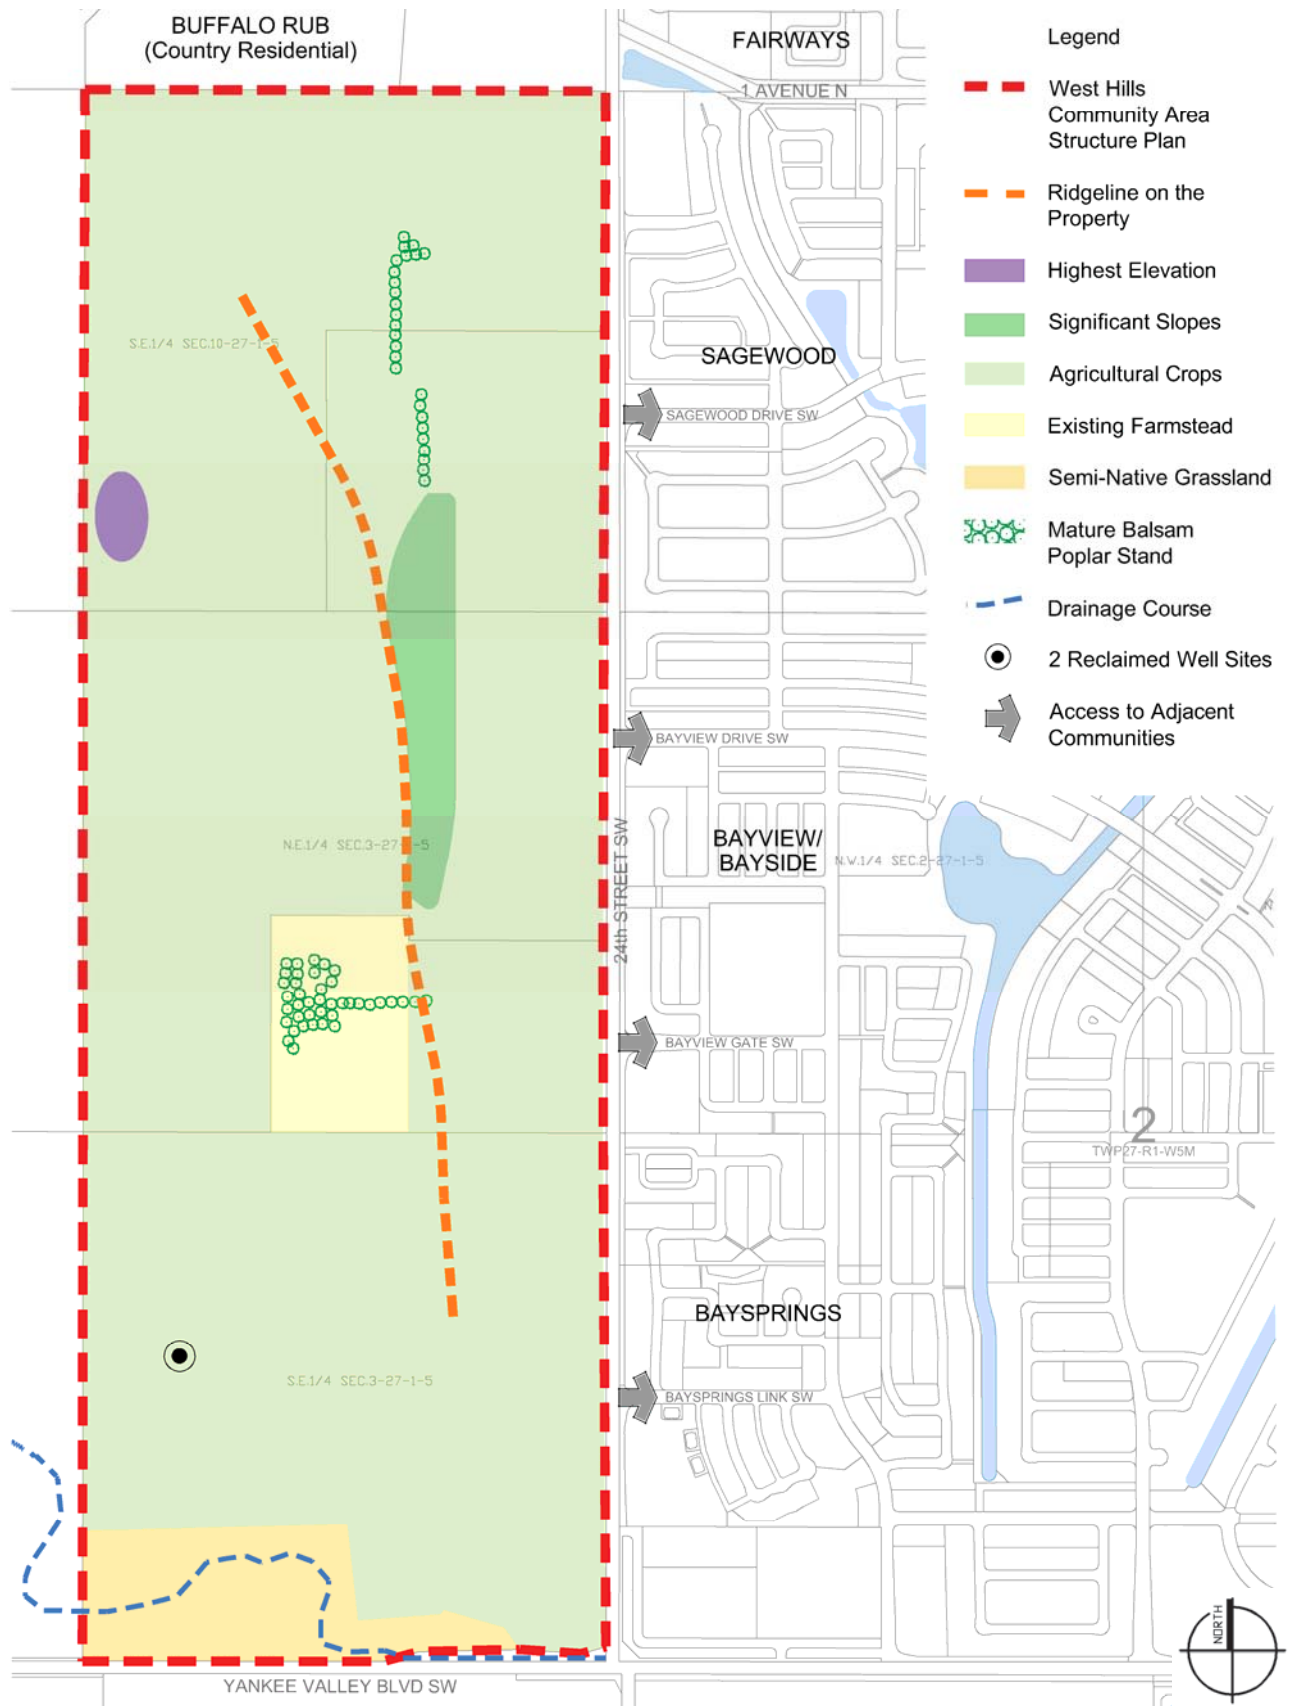 BUFFALO RUB
(Country Residential)
FAIRWAYS
1 AVENUE N
S.E.1/4 SEC.10-27-1-5
SAGEWOOD
SAGEWOOD DRIVE SW
BAYVIEW DRIVE SW
N.E.1/4 SEC.3-27-1-5
24th STREET SW
BAYVIEW/
BAYSIDE
N.W.1/4 SEC.2-27-1-5
BAYVIEW GATE SW
2
TWP27-R1-W5M
BAYSPRINGS
S.E.1/4 SEC.3-27-1-5
BAYSPRINGS LINK SW
YANKEE VALLEY BLVD SW
Legend
West Hills
Community Area
Structure Plan
Ridgeline on the
Property
Highest Elevation
Significant Slopes
Agricultural Crops
Existing Farmstead
Semi-Native Grassland
Mature Balsam
Poplar Stand
Drainage Course
2 Reclaimed Well Sites
Access to Adjacent
Communities
NORTH